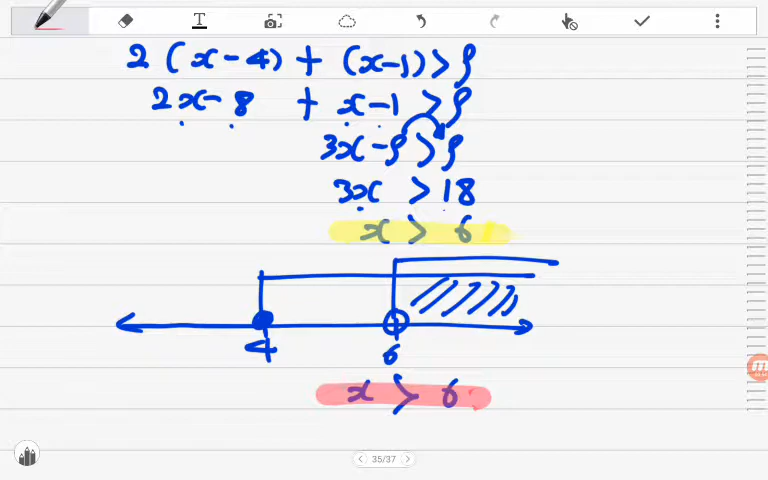 2 (x-4) + (x-1) > 9
2x - 8 + x - 1 > 9
3x - 9 > 9
3x > 18
x > 6
4 6
x > 6
35/37